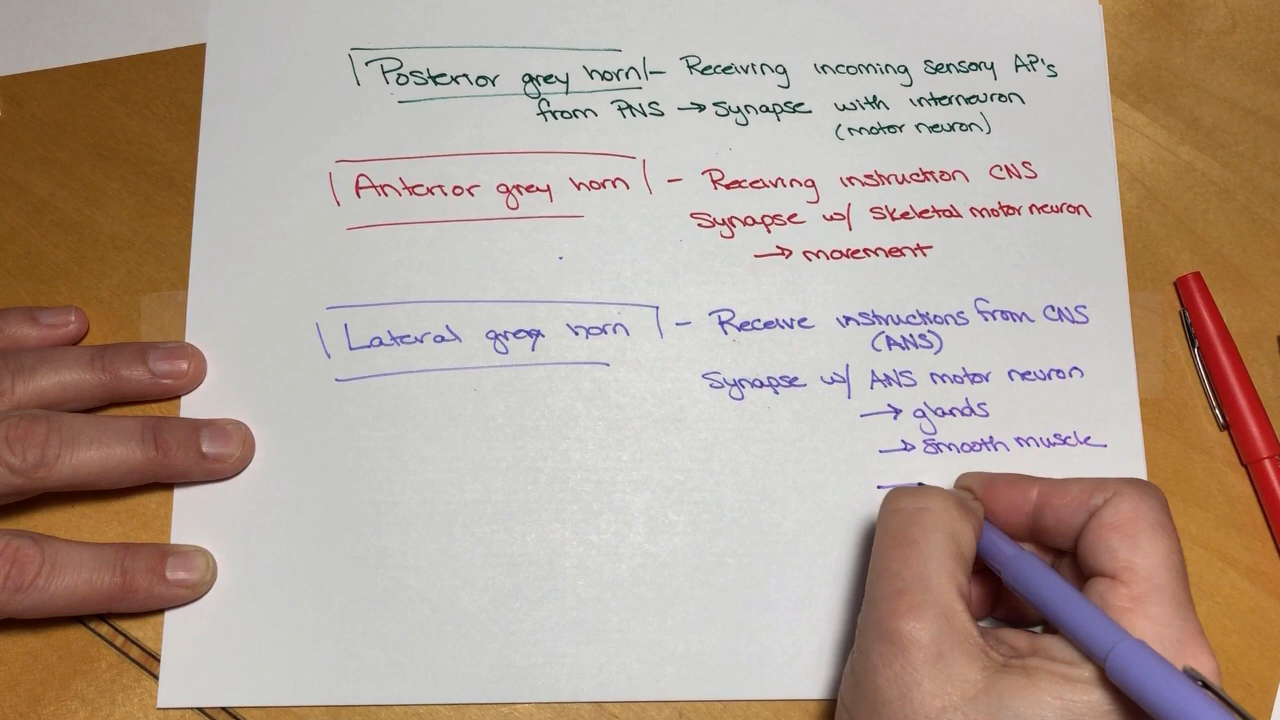 Posterior grey horn - Receiving incoming sensory AP's
from PNS → Synapse with interneuron
(motor neuron)
Anterior grey horn - Receiving instruction CNS
Synapse w/ skeletal motor neuron
→ movement
Lateral grey horn - Receive instructions from CNS
(ANS)
Synapse w/ ANS motor neuron
→ glands
→ smooth muscle